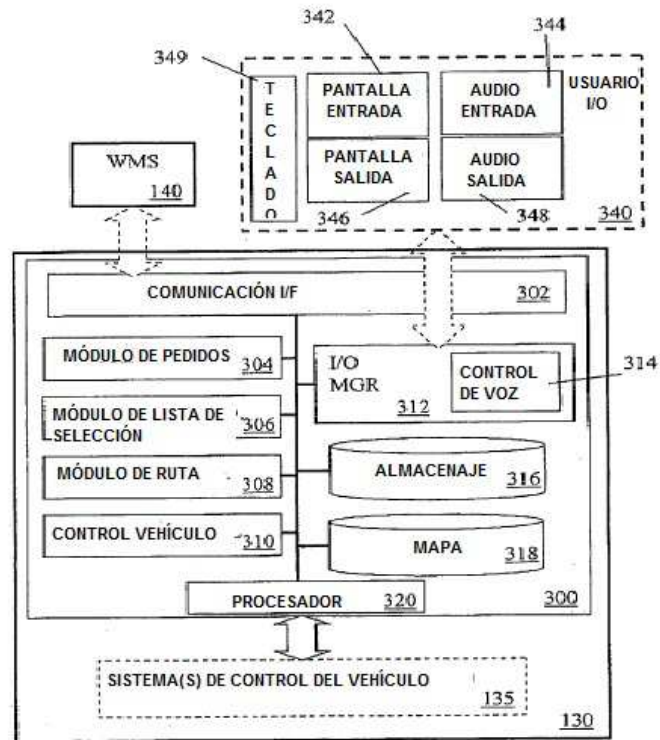 342
344
349
TECLADO
PANTALLA
ENTRADA
AUDIO
ENTRADA
USUARIO
I/O
PANTALLA
SALIDA
AUDIO
SALIDA
346
348
340
WMS
140
COMUNICACIÓN I/F
302
MÓDULO DE PEDIDOS
304
I/O
MGR
312
CONTROL
DE VOZ
314
MÓDULO DE LISTA DE
SELECCIÓN
306
MÓDULO DE RUTA
308
ALMACENAJE
316
CONTROL VEHÍCULO
310
MAPA
318
PROCESADOR
320
300
SISTEMA(S) DE CONTROL DEL VEHÍCULO
135
130